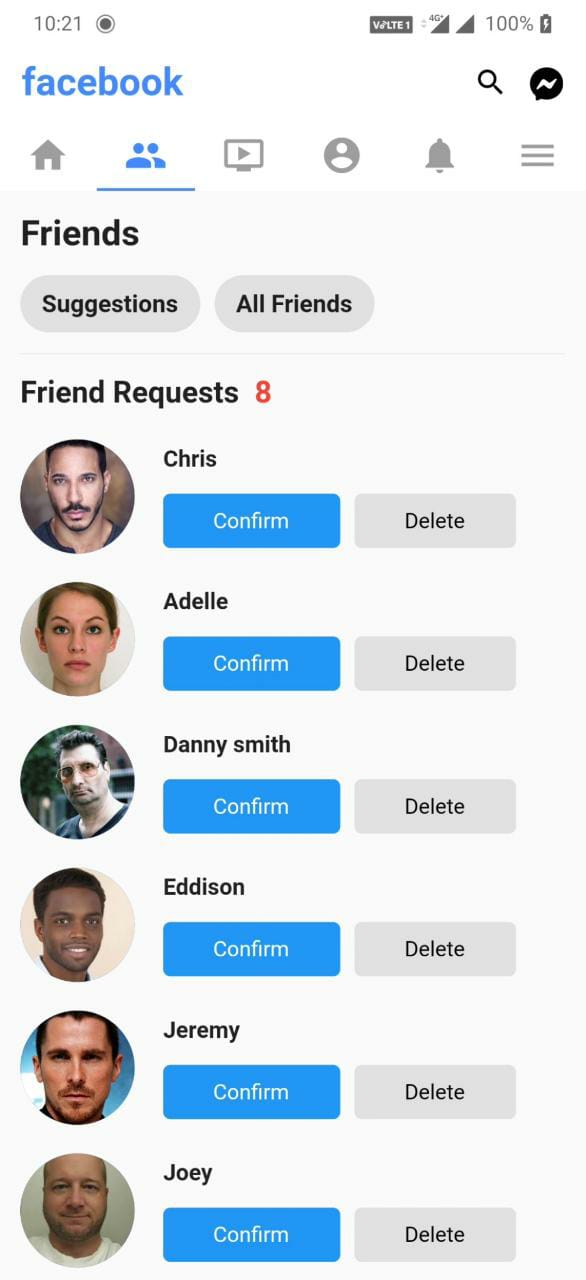 10:21 VoLTE 1 4G+ 100%
facebook
Friends
Suggestions All Friends
Friend Requests 8
Chris
Confirm Delete
Adelle
Confirm Delete
Danny smith
Confirm Delete
Eddison
Confirm Delete
Jeremy
Confirm Delete
Joey
Confirm Delete